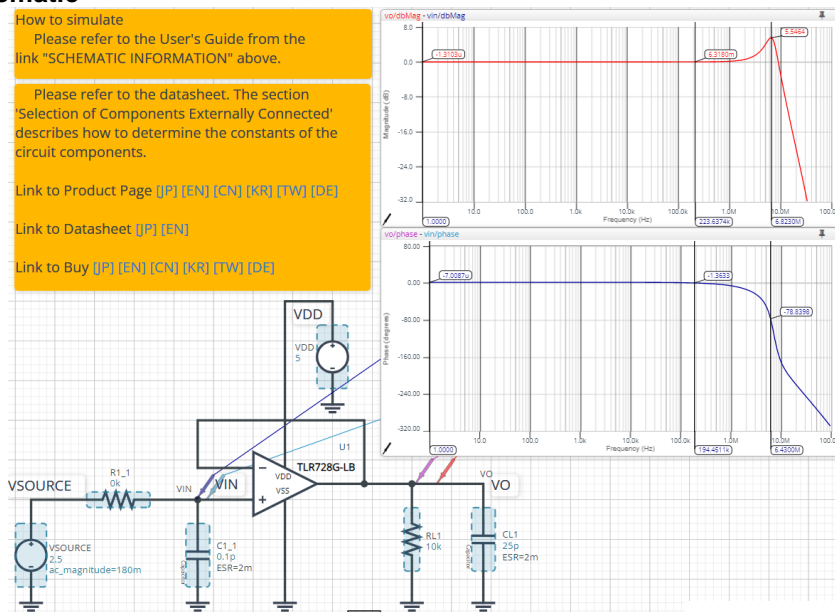 How to simulate
Please refer to the User's Guide from the
link "SCHEMATIC INFORMATION" above.
Please refer to the datasheet. The section
'Selection of Components Externally Connected'
describes how to determine the constants of the
circuit components.
Link to Product Page [JP] [EN] [CN] [KR] [TW] [DE]
Link to Datasheet [JP] [EN]
Link to Buy [JP] [EN] [CN] [KR] [TW] [DE]
vo/dbMag - vin/dbMag
8.0
0.0
-8.0
-16.0
-24.0
-32.0
Magnitude (dB)
-1.3103u
6.3180m
5.5464
10.0
100.0
1.0k
10.0k
100.0k
1.0M
10.0M
100.
Frequency (Hz)
1.0000
223.6374k
6.8230M
vo/phase - vin/phase
80.00
0.00
-80.00
-160.00
-240.00
-320.00
Phase (degrees)
-7.0087u
-1.3633
-78.8398
10.0
100.0
1.0k
10.0k
100.0k
1.0M
10.0M
100.
Frequency (Hz)
1.0000
194.4511k
6.4300M
VDD
VDD
5
U1
TLR728G-LB
VDD
VSS
VSOURCE
R1_1
0k
VIN
VIN
VO
VO
VSOURCE
2.5
ac_magnitude=180m
C1_1
0.1p
ESR=2m
RL1
10k
CL1
25p
ESR=2m